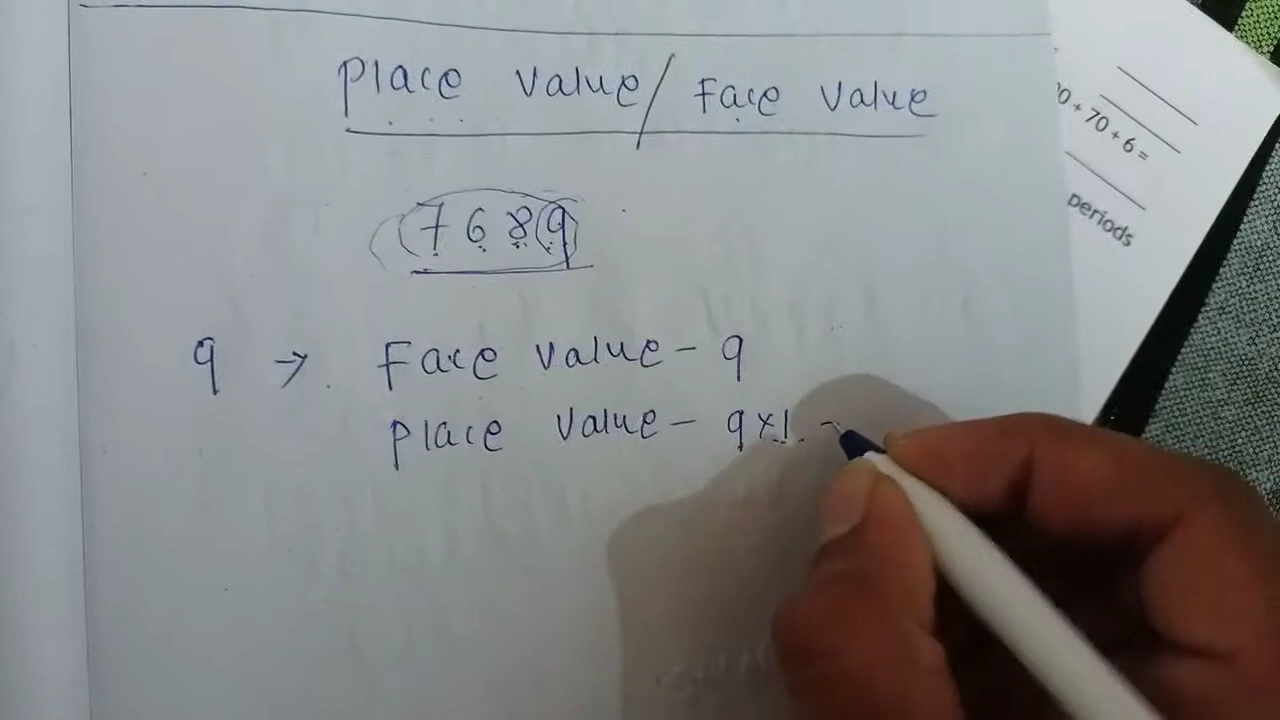 Place Value / Face Value
7689
9 → Face Value - 9
Place Value - 9×1 -
0 + 70 + 6 =
periods